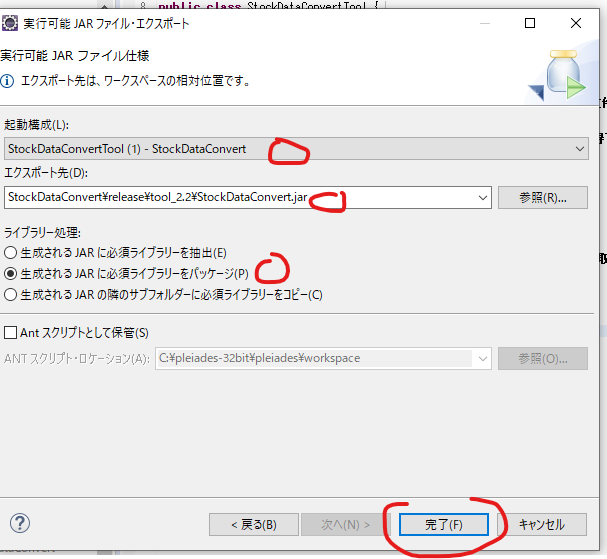 8 public class StockDataConvertTool {
実行可能 JAR ファイル・エクスポート
実行可能 JAR ファイル仕様
エクスポート先は、ワークスペースの相対位置です。
起動構成(L):
StockDataConvertTool (1) - StockDataConvert
エクスポート先(D):
StockDataConvert¥release¥tool_2.2¥StockDataConvert.jar
参照(R)...
ライブラリー処理:
生成される JAR に必須ライブラリーを抽出(E)
生成される JAR に必須ライブラリーをパッケージ(P)
生成される JAR の隣のサブフォルダーに必須ライブラリーをコピー(C)
Ant スクリプトとして保管(S)
ANT スクリプト・ロケーション(A):
C:¥pleiades-32bit¥pleiades¥workspace
参照(O)...
< 戻る(B)
次へ(N) >
完了(F)
キャンセル